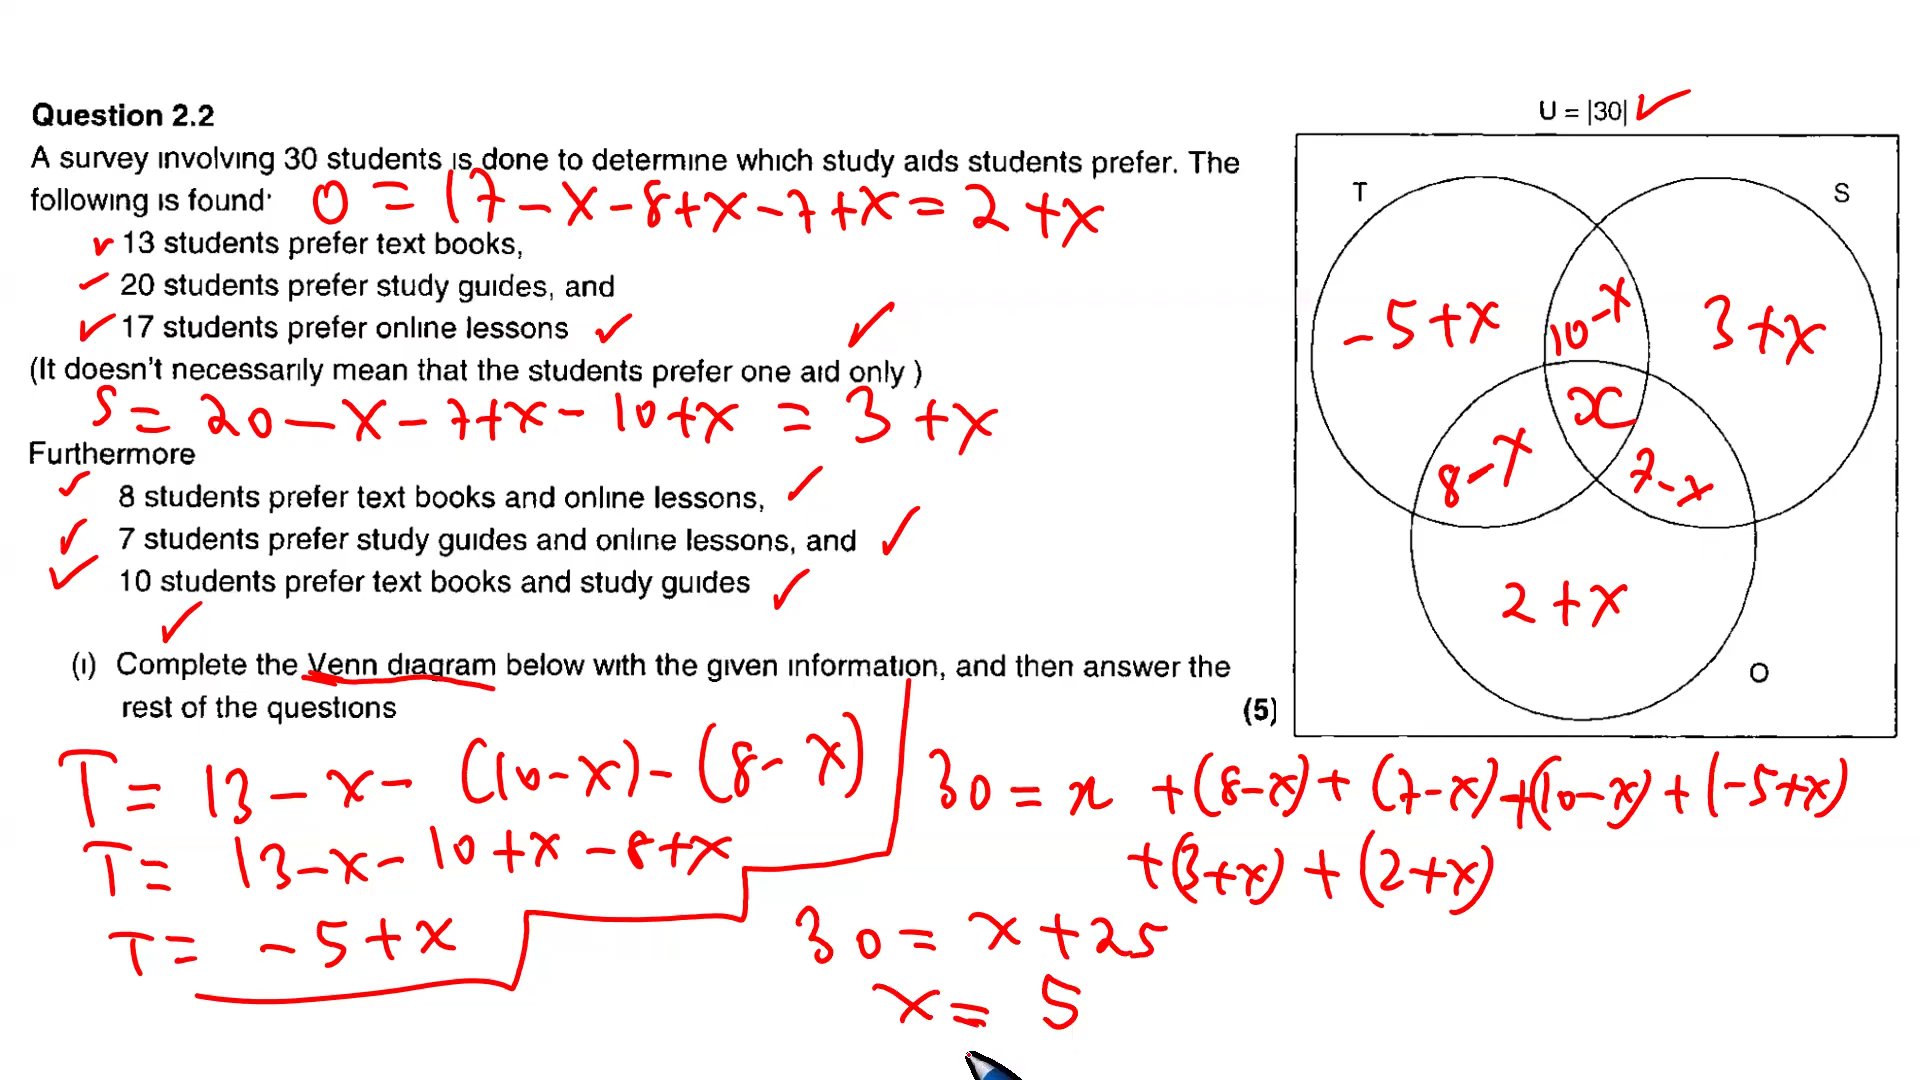 Question 2.2
A survey involving 30 students is done to determine which study aids students prefer. The
following is found·
O = 17 - x - 8 + x - 7 + x = 2 + x
13 students prefer text books,
20 students prefer study guides, and
17 students prefer online lessons
(It doesn't necessarily mean that the students prefer one aid only )
S = 20 - x - 7 + x - 10 + x = 3 + x
Furthermore
8 students prefer text books and online lessons,
7 students prefer study guides and online lessons, and
10 students prefer text books and study guides
(i) Complete the Venn diagram below with the given information, and then answer the
rest of the questions
(5)
U = |30|
T
S
-5 + x
10 - x
3 + x
x
8 - x
7 - x
2 + x
O
T = 13 - x - (10 - x) - (8 - x)
T = 13 - x - 10 + x - 8 + x
T = -5 + x
30 = x + (8 - x) + (7 - x) + (10 - x) + (-5 + x)
+ (3 + x) + (2 + x)
30 = x + 25
x = 5